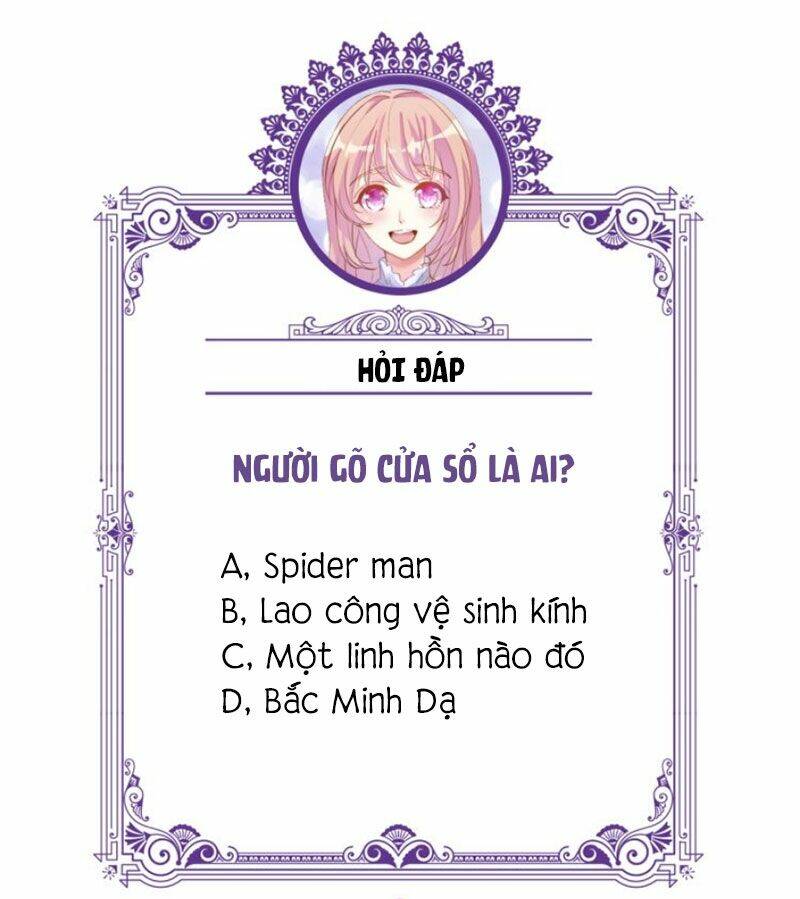 HỎI ĐÁP
NGƯỜI GÕ CỬA SỔ LÀ AI?
A, Spider man
B, Lao công vệ sinh kính
C, Một linh hồn nào đó
D, Bắc Minh Dạ